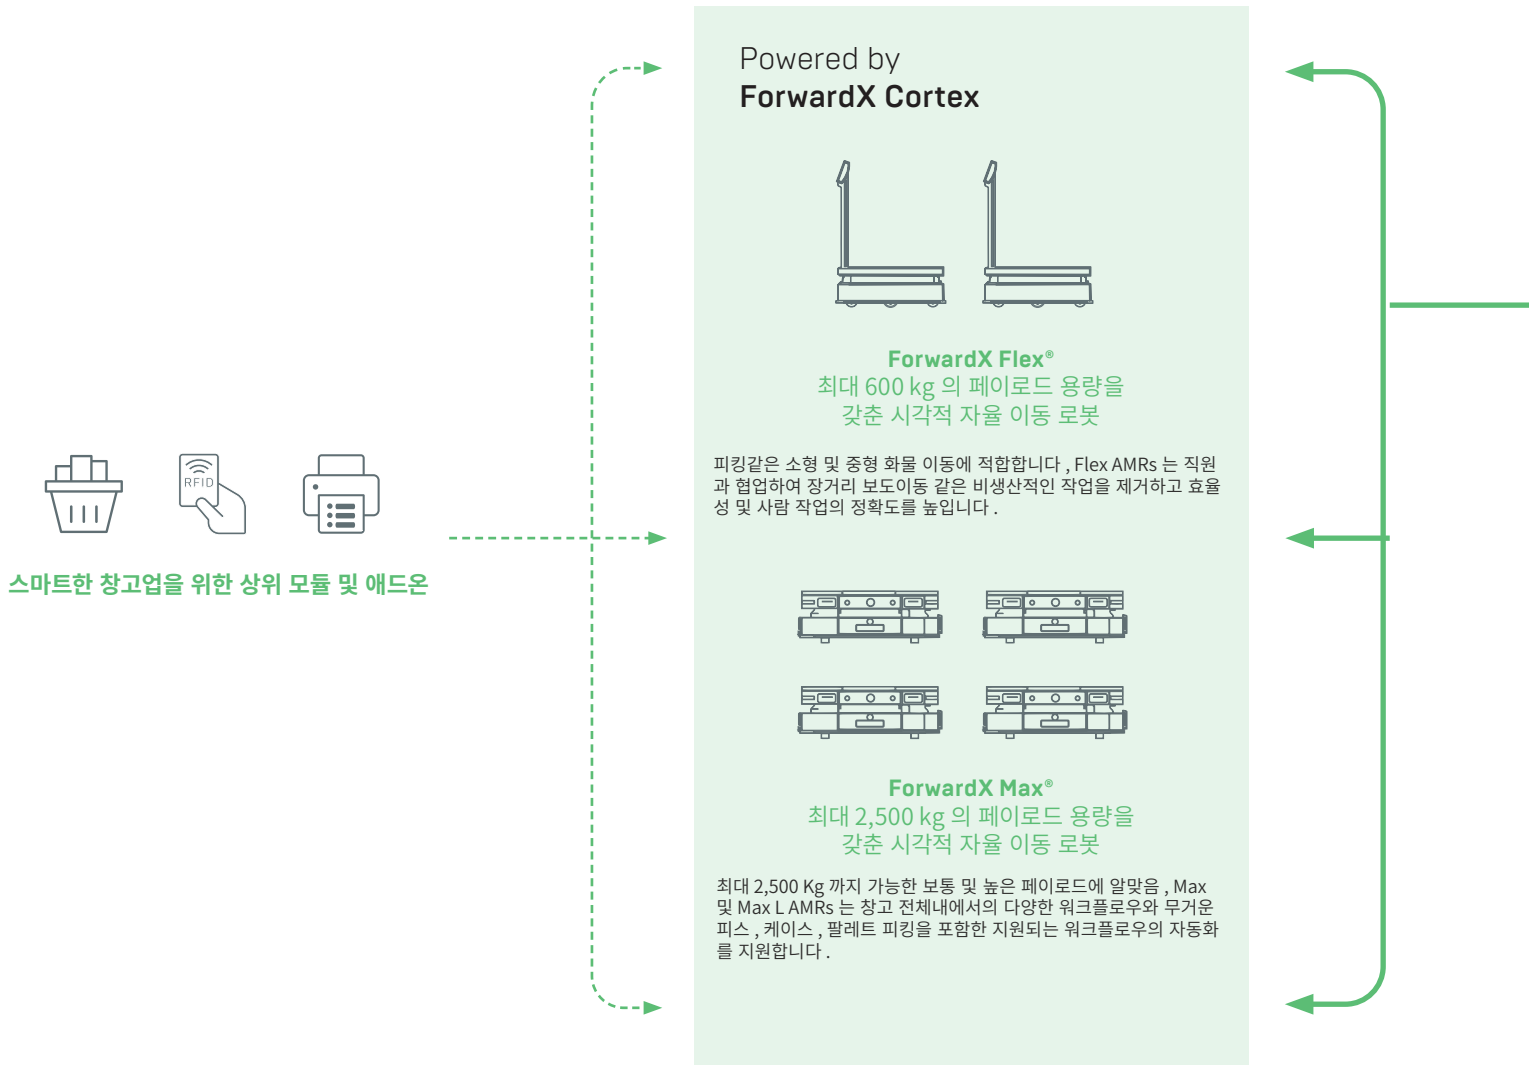 Powered by
ForwardX Cortex
ForwardX Flex®
최대 600 kg 의 페이로드 용량을
갖춘 시각적 자율 이동 로봇
피킹같은 소형 및 중형 화물 이동에 적합합니다 , Flex AMRs 는 직원
과 협업하여 장거리 보도이동 같은 비생산적인 작업을 제거하고 효율
성 및 사람 작업의 정확도를 높입니다 .
RFID
스마트한 창고업을 위한 상위 모듈 및 애드온
ForwardX Max®
최대 2,500 kg 의 페이로드 용량을
갖춘 시각적 자율 이동 로봇
최대 2,500 Kg 까지 가능한 보통 및 높은 페이로드에 알맞음 , Max
및 Max L AMRs 는 창고 전체내에서의 다양한 워크플로우와 무거운
피스 , 케이스 , 팔레트 피킹을 포함한 지원되는 워크플로우의 자동화
를 지원합니다 .